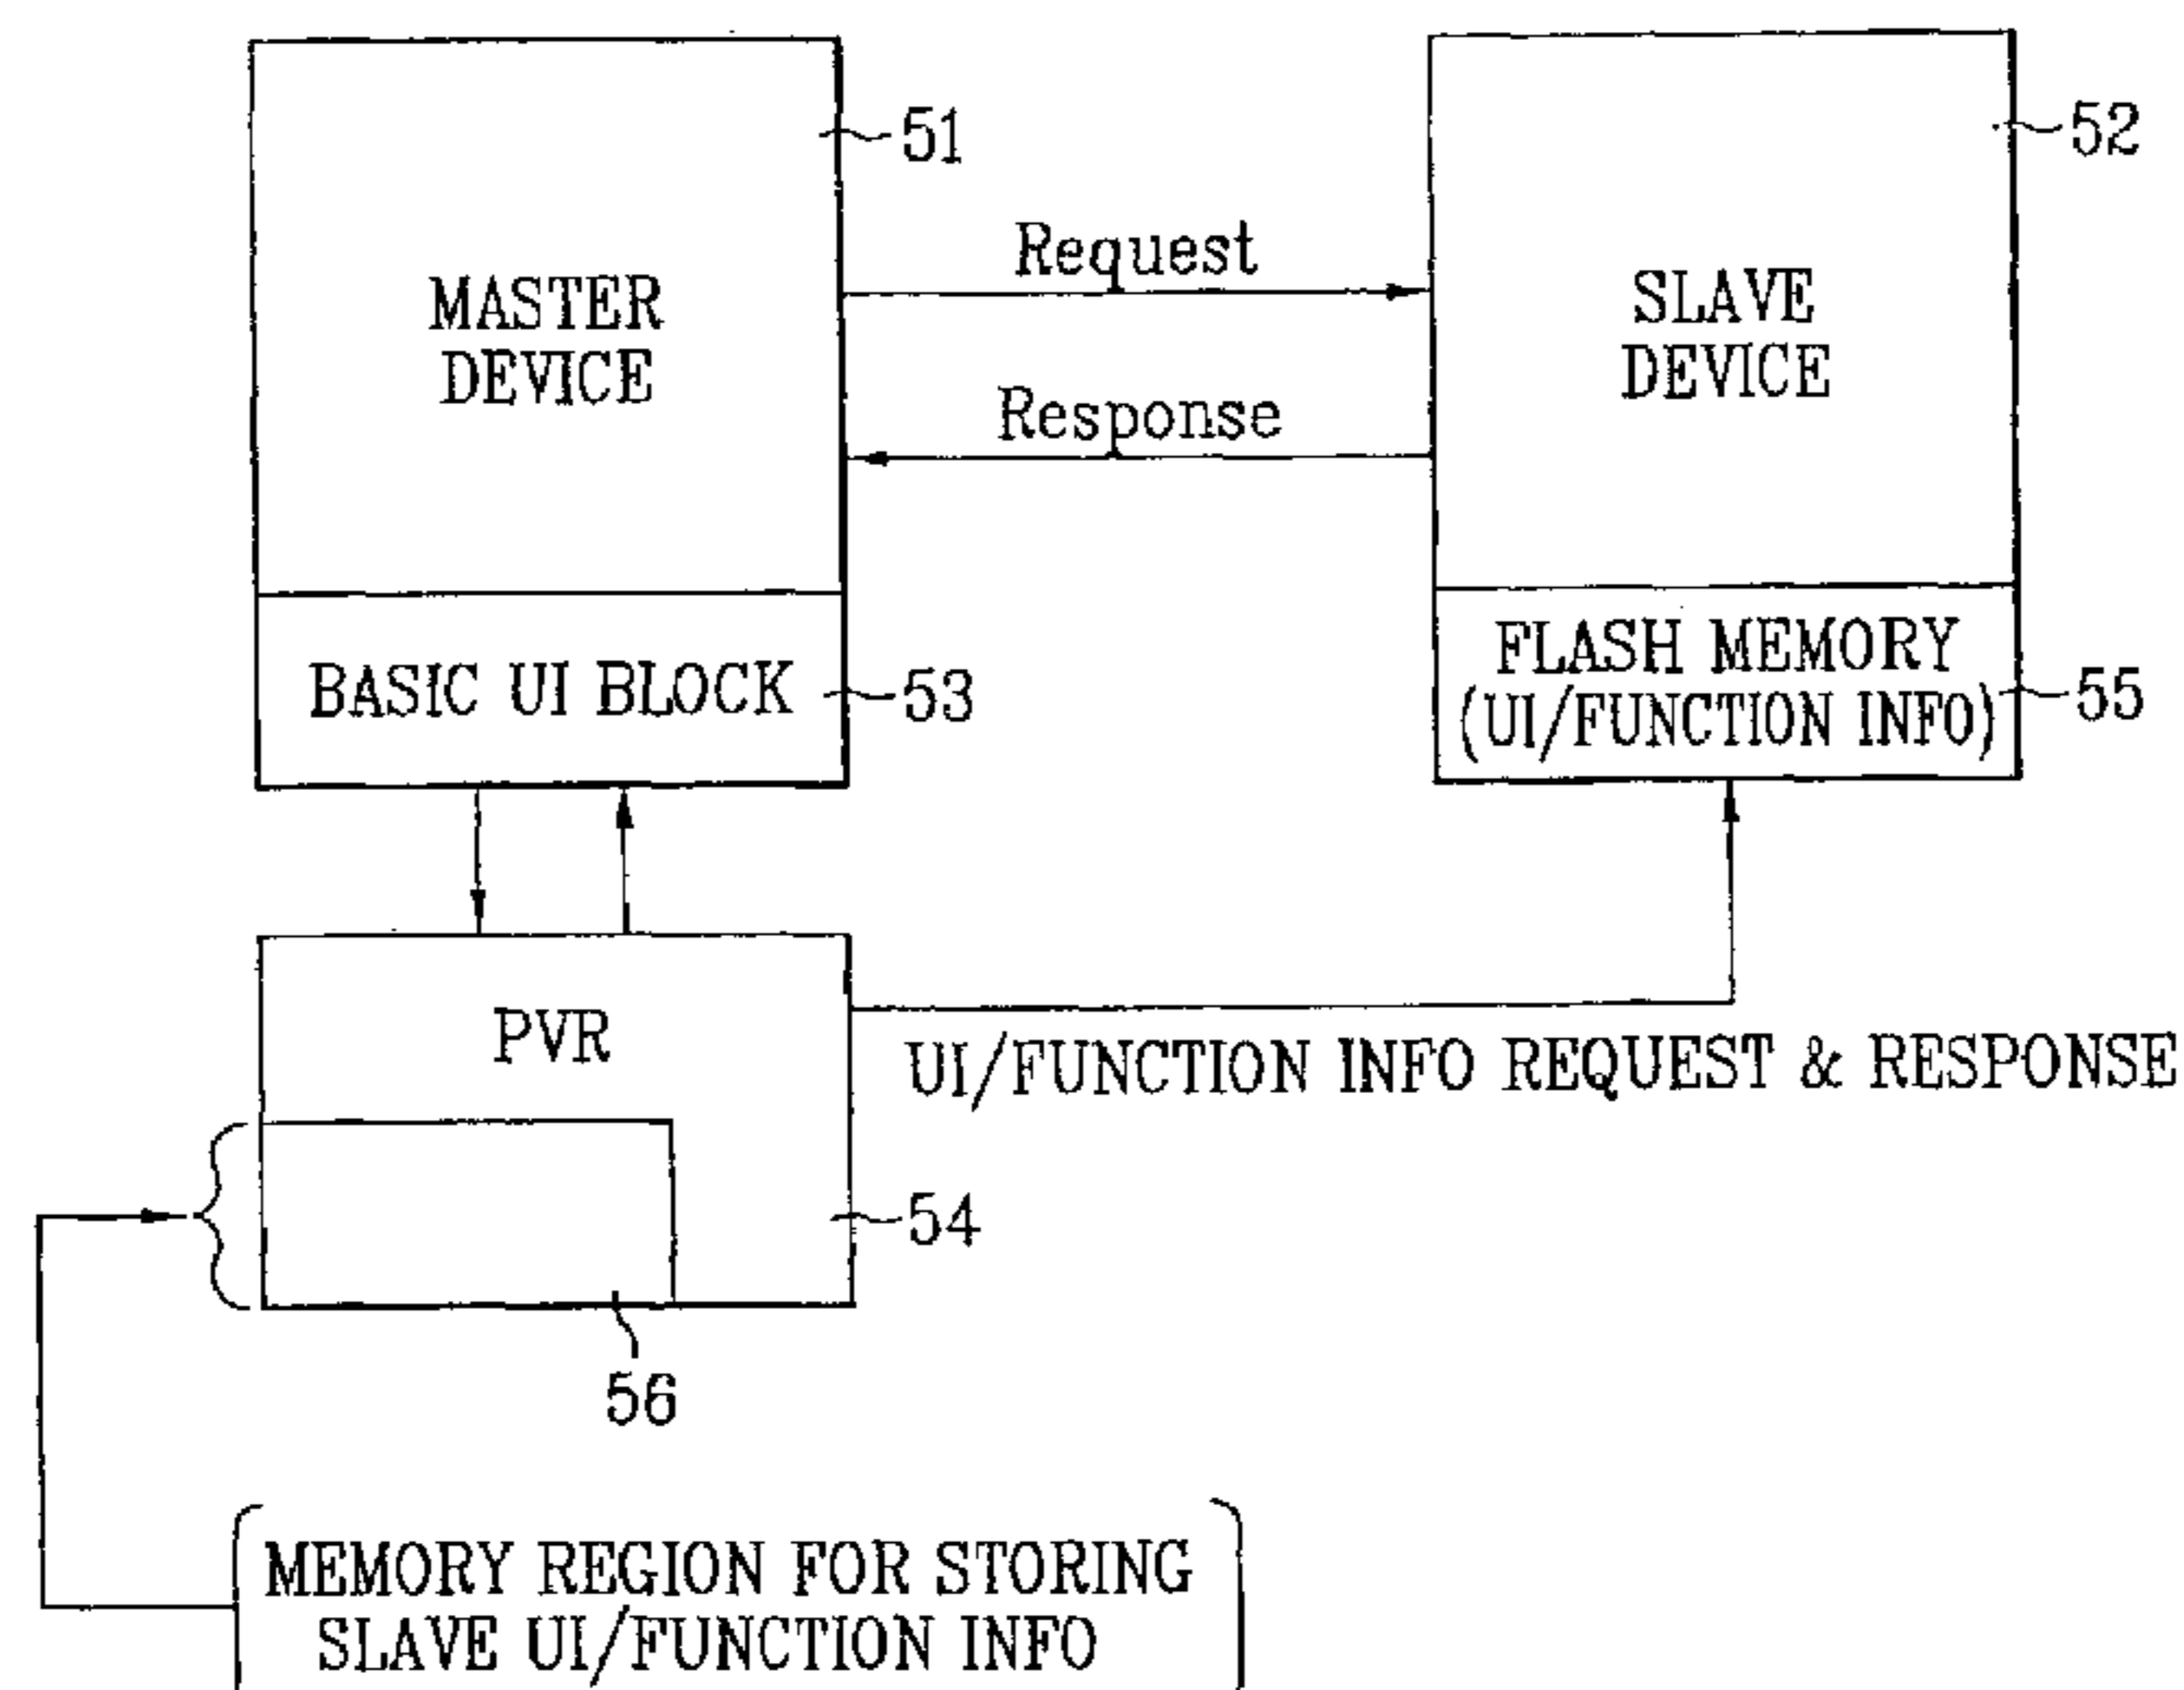 51
52
Request
MASTER
DEVICE
SLAVE
DEVICE
Response
BASIC UI BLOCK
53
FLASH MEMORY
(UI/FUNCTION INFO)
55
PVR
UI/FUNCTION INFO REQUEST & RESPONSE
54
56
MEMORY REGION FOR STORING
SLAVE UI/FUNCTION INFO